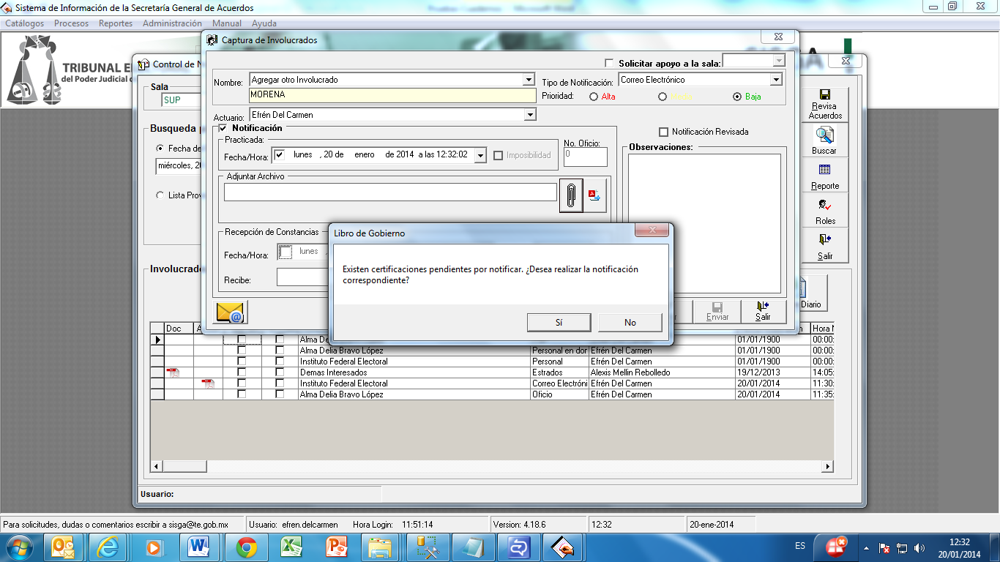 Sistema de Información de la Secretaría General de Acuerdos
Catálogos Procesos Reportes Administración Manual Ayuda
TRIBUNAL E
del Poder Judicial d
Control de N
Captura de Involucrados
Solicitar apoyo a la sala:
Nombre: Agregar otro Involucrado
Tipo de Notificación: Correo Electrónico
MORENA
Prioridad: Alta Baja
Actuario: Efrén Del Carmen
Notificación
Notificación Revisada
Practicada:
Fecha/Hora: lunes , 20 de enero de 2014 a las 12:32:02
Imposibilidad
No. Oficio:
0
Observaciones:
Adjuntar Archivo
Recepción de Constancias
Fecha/Hora: lunes ,
Recibe:
Enviar
Salir
Sala
SUP
Busqueda
Fecha de
miércoles, 20
Lista Pro
Revisa
Acuerdos
Buscar
Reporte
Roles
Salir
Diario
Libro de Gobierno
Existen certificaciones pendientes por notificar. ¿Desea realizar la notificación
correspondiente?
Sí No
Involucrado
Doc A Hora N
Alma De 01/01/1900 00:00:
Alma Delia Bravo López Personal en dor Efrén Del Carmen 01/01/1900 00:00:
Instituto Federal Electoral Personal Efrén Del Carmen 01/01/1900 00:00:
Demas Interesados Estrados Alexis Mellin Rebolledo 19/12/2013 14:05:
Instituto Federal Electoral Correo Electróni Efrén Del Carmen 20/01/2014 11:30:
Alma Delia Bravo López Oficio Efrén Del Carmen 20/01/2014 11:35:
Usuario:
Para solicitudes, dudas o comentarios escribir a sisga@te.gob.mx Usuario: efren.delcarmen Hora Login: 11:51:14 Version: 4.18.6 12:32 20-ene-2014
ES
12:32
20/01/2014